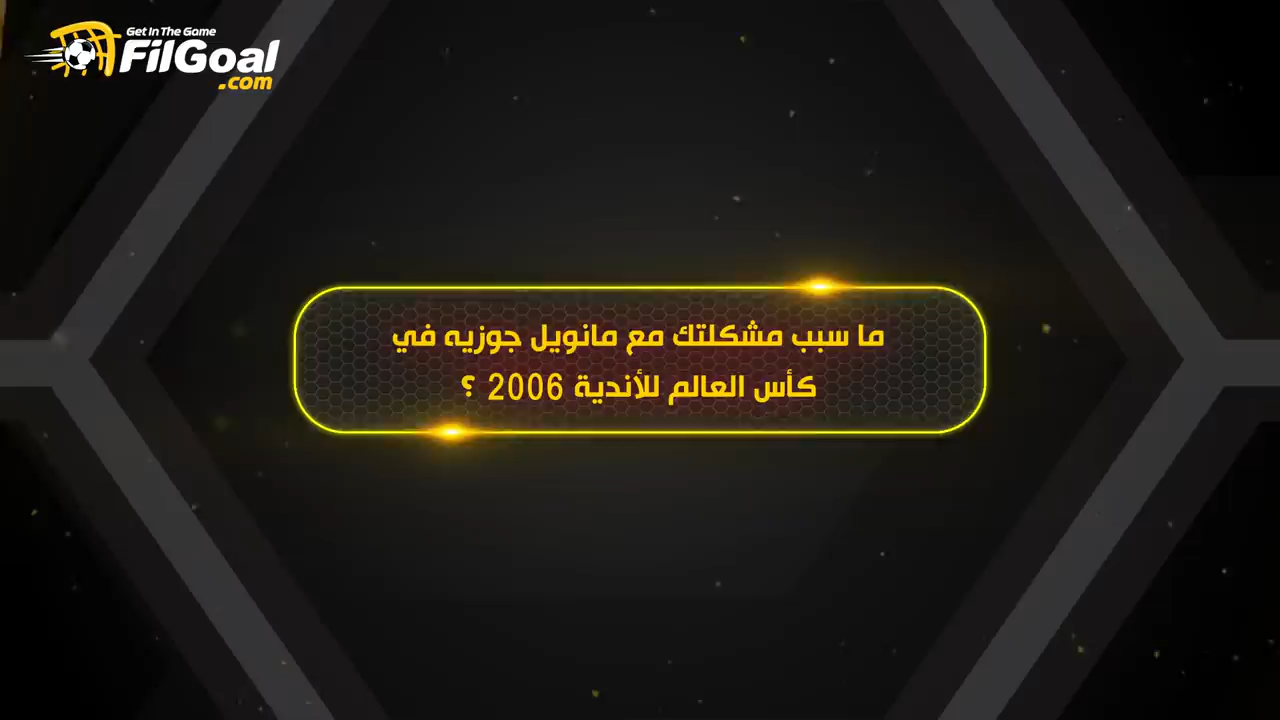 Get In The Game
FilGoal
.com
ما سبب مشكلتك مع مانويل جوزيه في
كأس العالم للأندية 2006 ؟